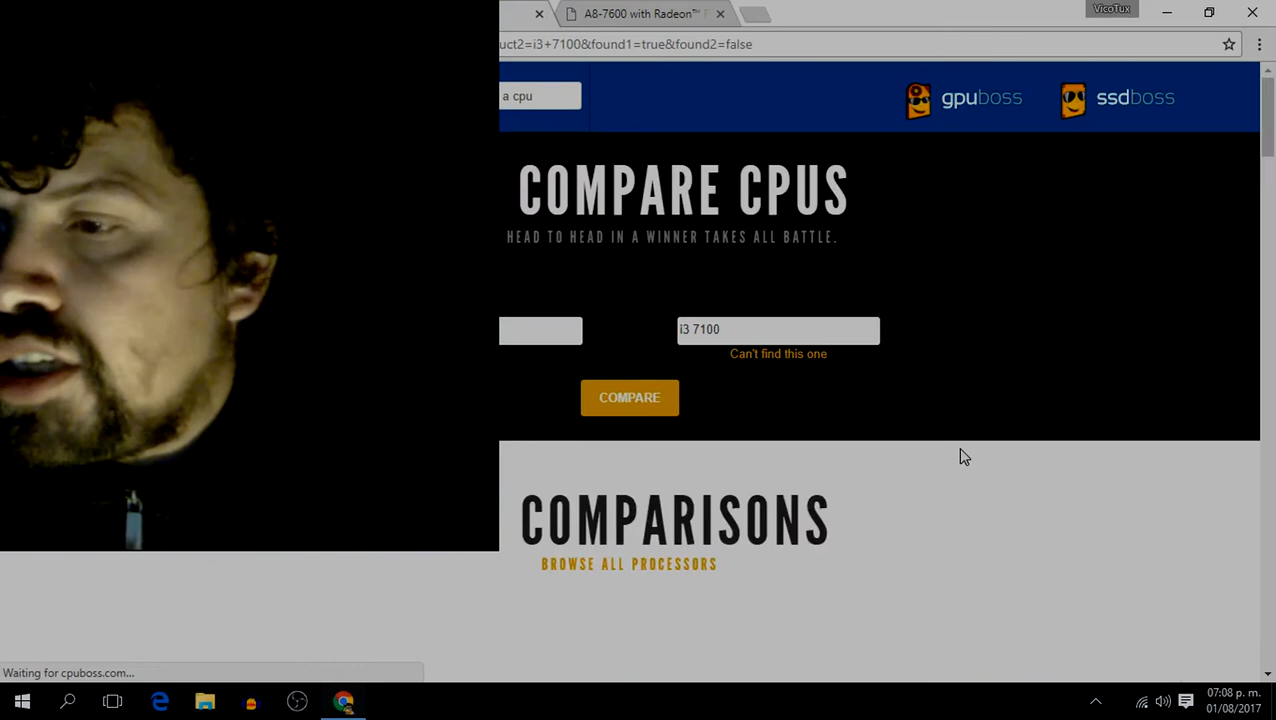 A8-7600 with Radeon™
VicoTux
uct2=i3+7100&found1=true&found2=false
a cpu
gpuboss
ssdboss
COMPARE CPUS
HEAD TO HEAD IN A WINNER TAKES ALL BATTLE.
i3 7100
Can't find this one
COMPARE
COMPARISONS
BROWSE ALL PROCESSORS
Waiting for cpuboss.com...
07:08 p. m.
01/08/2017